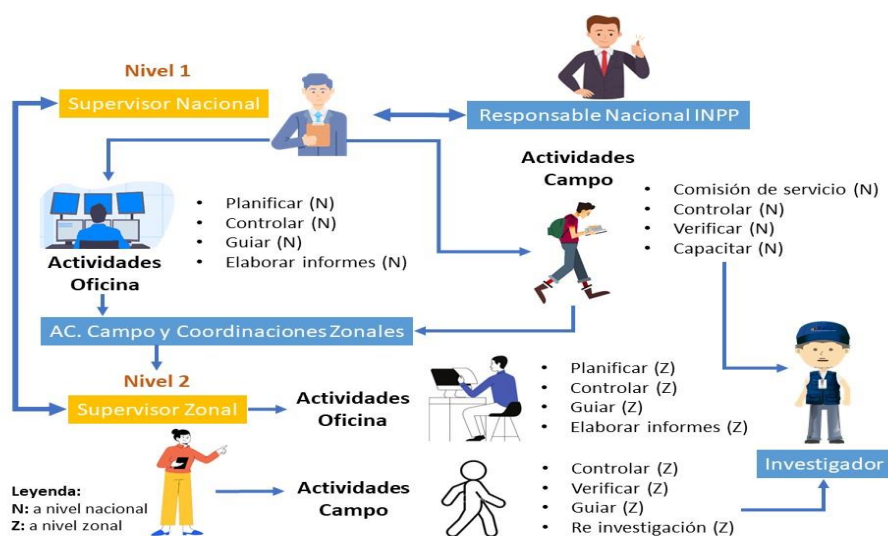 Nivel 1
Supervisor Nacional
Responsable Nacional INPP
Actividades
Campo
• Comisión de servicio (N)
• Controlar (N)
• Verificar (N)
• Capacitar (N)
• Planificar (N)
• Controlar (N)
• Guiar (N)
• Elaborar informes (N)
Actividades
Oficina
AC. Campo y Coordinaciones Zonales
Nivel 2
Supervisor Zonal
Actividades
Oficina
• Planificar (Z)
• Controlar (Z)
• Guiar (Z)
• Elaborar informes (Z)
Investigador
Actividades
Campo
• Controlar (Z)
• Verificar (Z)
• Guiar (Z)
• Re investigación (Z)
Leyenda:
N: a nivel nacional
Z: a nivel zonal